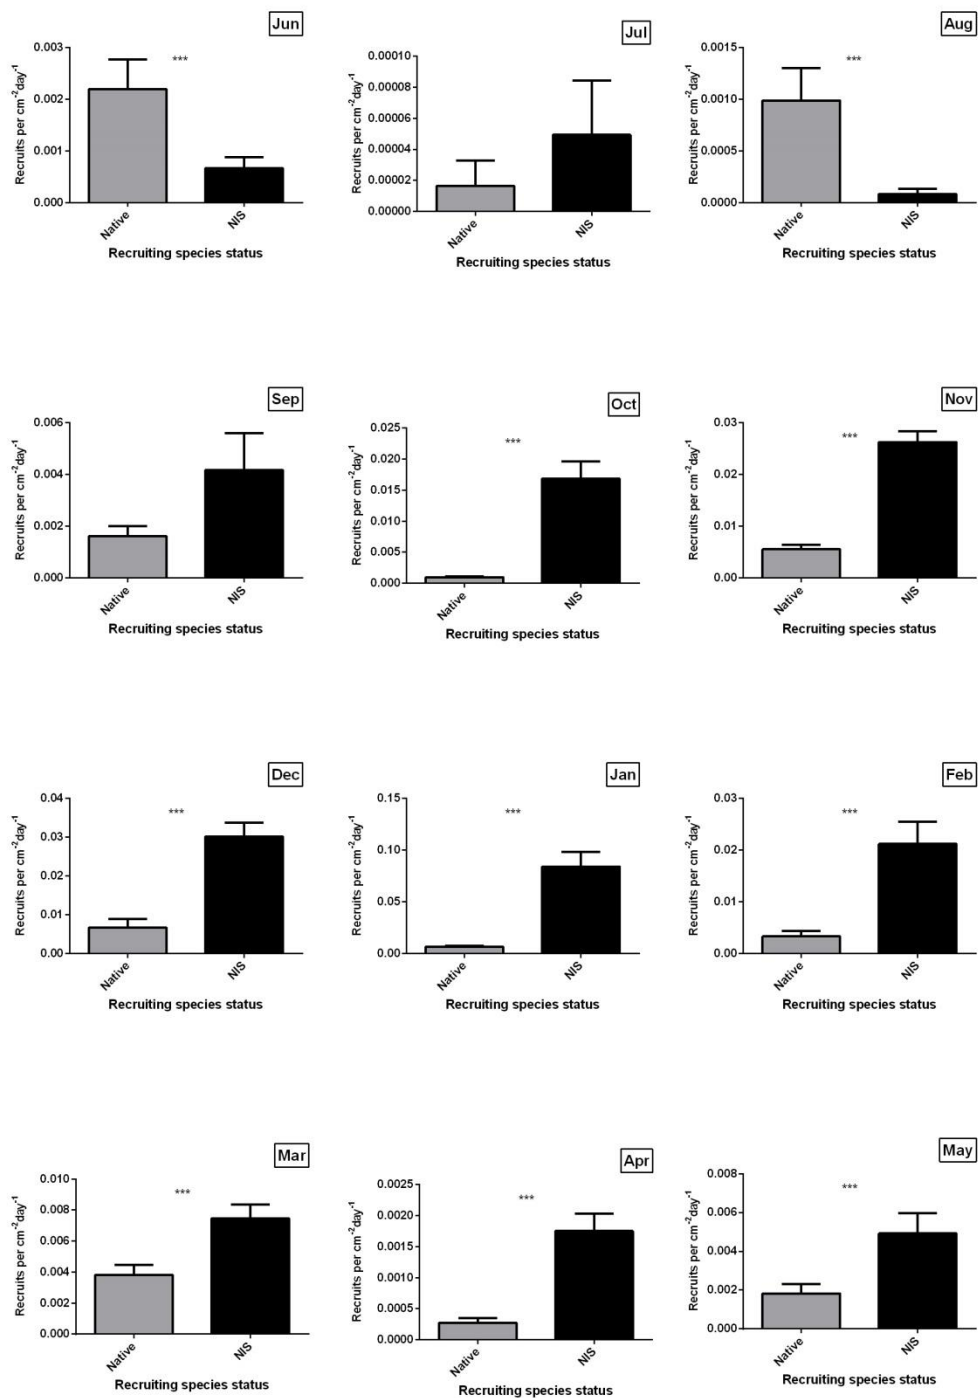 Jun
0.003
0.002
0.001
0.000
Recruits per cm⁻²day⁻¹
***
Native
NIS
Recruiting species status
Jul
0.00010
0.00008
0.00006
0.00004
0.00002
0.00000
Recruits per cm⁻²day⁻¹
Native
NIS
Recruiting species status
Aug
0.0015
0.0010
0.0005
0.0000
Recruits per cm⁻²day⁻¹
***
Native
NIS
Recruiting species status
Sep
0.006
0.004
0.002
0.000
Recruits per cm⁻²day⁻¹
Native
NIS
Recruiting species status
Oct
0.025
0.020
0.015
0.010
0.005
0.000
Recruits per cm⁻²day⁻¹
***
Native
NIS
Recruiting species status
Nov
0.03
0.02
0.01
0.00
Recruits per cm⁻²day⁻¹
***
Native
NIS
Recruiting species status
Dec
0.04
0.03
0.02
0.01
0.00
Recruits per cm⁻²day⁻¹
***
Native
NIS
Recruiting species status
Jan
0.15
0.10
0.05
0.00
Recruits per cm⁻²day⁻¹
***
Native
NIS
Recruiting species status
Feb
0.03
0.02
0.01
0.00
Recruits per cm⁻²day⁻¹
***
Native
NIS
Recruiting species status
Mar
0.010
0.008
0.006
0.004
0.002
0.000
Recruits per cm⁻²day⁻¹
***
Native
NIS
Recruiting species status
Apr
0.0025
0.0020
0.0015
0.0010
0.0005
0.0000
Recruits per cm⁻²day⁻¹
***
Native
NIS
Recruiting species status
May
0.008
0.006
0.004
0.002
0.000
Recruits per cm⁻²day⁻¹
***
Native
NIS
Recruiting species status